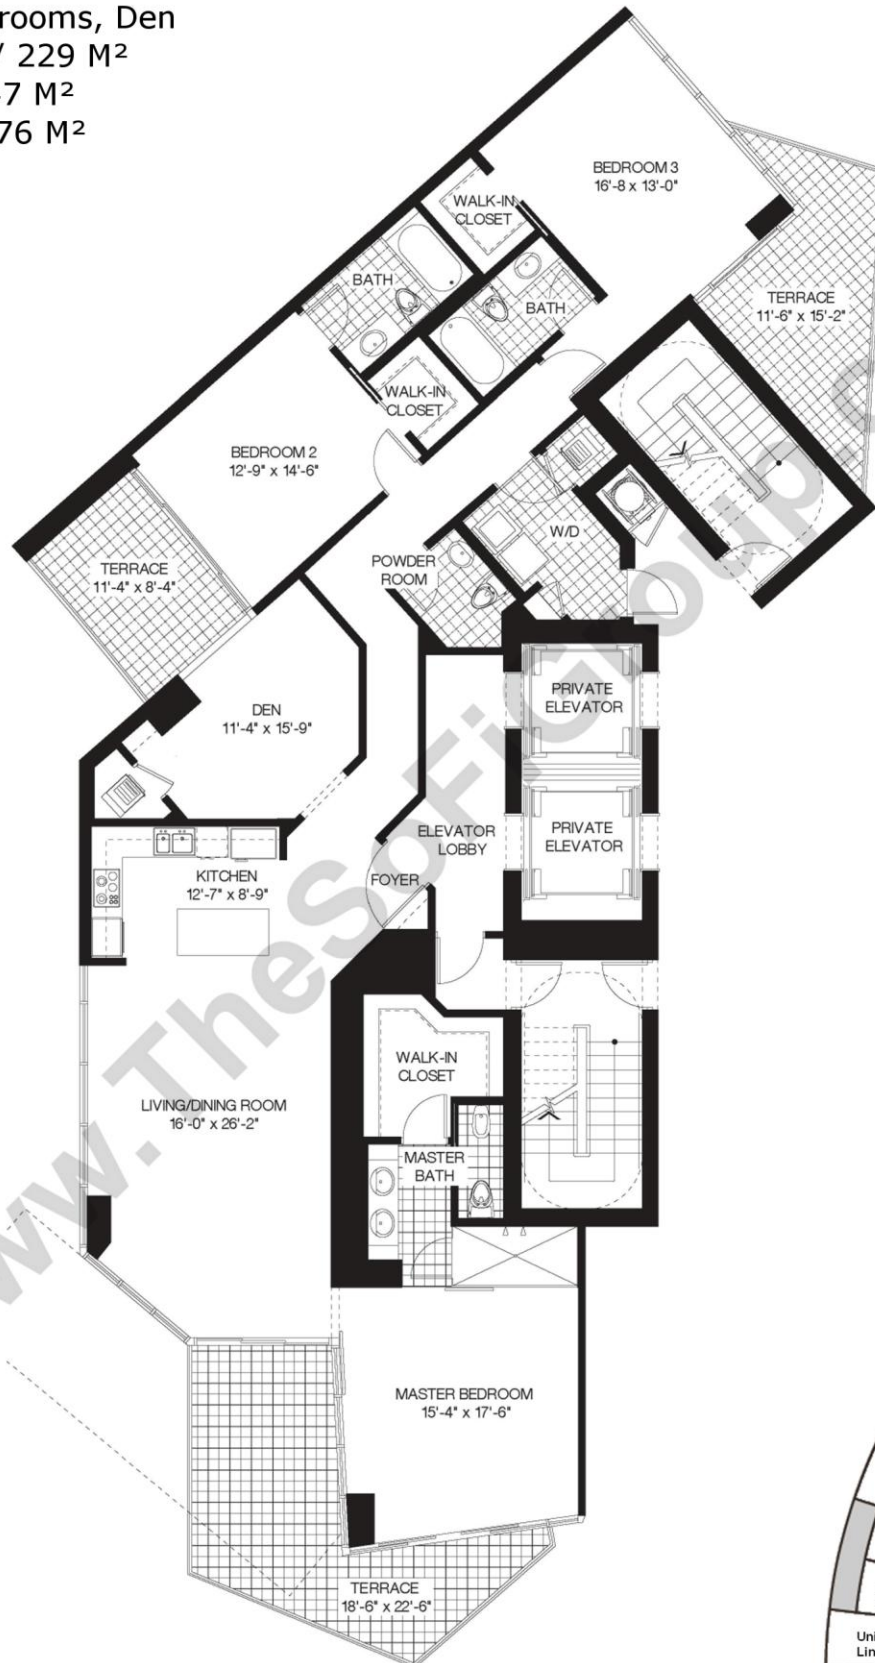 rooms, Den
/ 229 M²
7 M²
76 M²
BEDROOM 3
16'-8 x 13'-0"
WALK-IN
CLOSET
BATH
BATH
TERRACE
11'-6" x 15'-2"
WALK-IN
CLOSET
BEDROOM 2
12'-9" x 14'-6"
W/D
POWDER
ROOM
TERRACE
11'-4" x 8'-4"
PRIVATE
ELEVATOR
DEN
11'-4" x 15'-9"
ELEVATOR
LOBBY
PRIVATE
ELEVATOR
KITCHEN
12'-7" x 8'-9"
FOYER
WALK-IN
CLOSET
LIVING/DINING ROOM
16'-0" x 26'-2"
MASTER
BATH
MASTER BEDROOM
15'-4" x 17'-6"
TERRACE
18'-6" x 22'-6"
www.TheSoFiGroup.